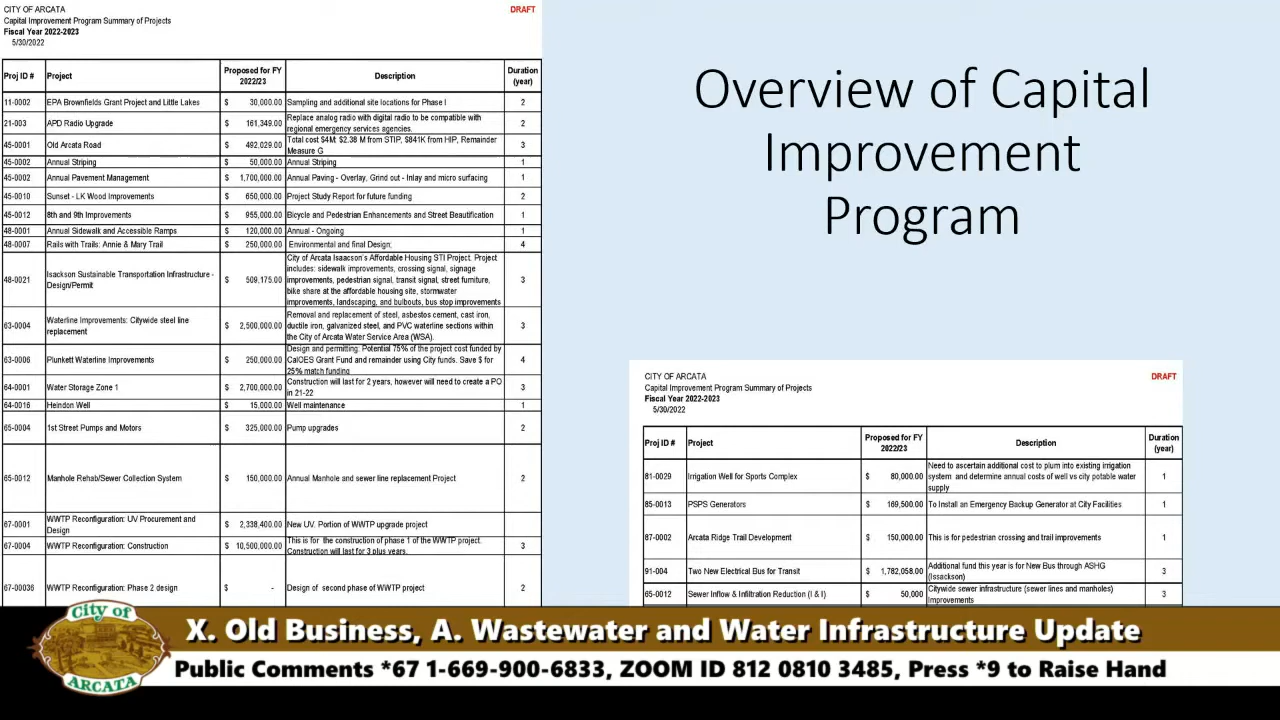 CITY OF ARCATA DRAFT
Capital Improvement Program Summary of Projects
Fiscal Year 2022-2023
5/30/2022
Proj ID # Project Proposed for FY 2022/23 Description Duration (year)
11-0002 EPA Brownfields Grant Project and Little Lakes $ 30,000.00 Sampling and additional site locations for Phase I 2
21-003 APD Radio Upgrade $ 161,349.00 Replace analog radio with digital radio to be compatible with regional emergency services agencies. 2
45-0001 Old Arcata Road $ 492,029.00 Total cost $4M: $2.38 M from STIP, $841K from HIP, Remainder Measure G 3
45-0002 Annual Striping $ 50,000.00 Annual Striping 1
45-0002 Annual Pavement Management $ 1,700,000.00 Annual Paving - Overlay, Grind out - Inlay and micro surfacing 1
45-0010 Sunset - LK Wood Improvements $ 650,000.00 Project Study Report for future funding 2
45-0012 8th and 9th Improvements $ 955,000.00 Bicycle and Pedestrian Enhancements and Street Beautification 1
48-0001 Annual Sidewalk and Accessible Ramps $ 120,000.00 Annual - Ongoing 1
48-0007 Rails with Trails: Annie & Mary Trail $ 250,000.00 Environmental and final Design; 4
48-0021 Isackson Sustainable Transportation Infrastructure - Design/Permit $ 509,175.00 City of Arcata Isaacson's Affordable Housing STI Project. Project includes: sidewalk improvements, crossing signal, signage improvements, pedestrian signal, transit signal, street furniture, bike share at the affordable housing site, stormwater improvements, landscaping, and bulbouts, bus stop improvements 3
63-0004 Waterline Improvements: Citywide steel line replacement $ 2,500,000.00 Removal and replacement of steel, asbestos cement, cast iron, ductile iron, galvanized steel, and PVC waterline sections within the City of Arcata Water Service Area (WSA). 3
63-0006 Plunkett Waterline Improvements $ 250,000.00 Design and permitting: Potential 75% of the project cost funded by CalOES Grant Fund and remainder using City funds. Save $ for 25% match funding 4
64-0001 Water Storage Zone 1 $ 2,700,000.00 Construction will last for 2 years, however will need to create a PO in 21-22 3
64-0016 Heindon Well $ 15,000.00 Well maintenance 1
65-0004 1st Street Pumps and Motors $ 325,000.00 Pump upgrades 2
65-0012 Manhole Rehab/Sewer Collection System $ 150,000.00 Annual Manhole and sewer line replacement Project 2
67-0001 WWTP Reconfiguration: UV Procurement and Design $ 2,338,400.00 New UV. Portion of WWTP upgrade project
67-0004 WWTP Reconfiguration: Construction $ 10,500,000.00 This is for the construction of phase 1 of the WWTP project. Construction will last for 3 plus years. 3
67-00036 WWTP Reconfiguration: Phase 2 design $ - Design of second phase of WWTP project 2
Overview of Capital
Improvement
Program
CITY OF ARCATA DRAFT
Capital Improvement Program Summary of Projects
Fiscal Year 2022-2023
5/30/2022
Proj ID # Project Proposed for FY 2022/23 Description Duration (year)
81-0029 Irrigation Well for Sports Complex $ 80,000.00 Need to ascertain additional cost to plum into existing irrigation system and determine annual costs of well vs city potable water supply 1
85-0013 PSPS Generators $ 169,500.00 To Install an Emergency Backup Generator at City Facilities 1
87-0002 Arcata Ridge Trail Development $ 150,000.00 This is for pedestrian crossing and trail improvements 1
91-004 Two New Electrical Bus for Transit $ 1,782,058.00 Additional fund this year is for New Bus through ASHG (Issackson) 3
65-0012 Sewer Inflow & Infiltration Reduction (I & I) $ 50,000 Citywide sewer infrastructure (sewer lines and manholes) Improvements 3
City of
ARCATA
X. Old Business, A. Wastewater and Water Infrastructure Update
Public Comments *67 1-669-900-6833, ZOOM ID 812 0810 3485, Press *9 to Raise Hand